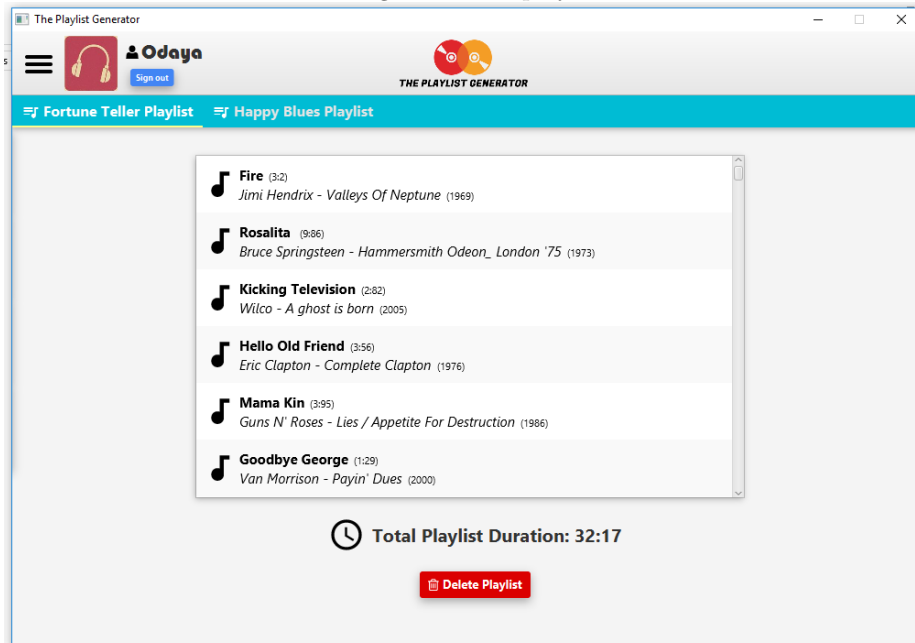 The Playlist Generator
s
Odaya
Sign out
THE PLAYLIST GENERATOR
Fortune Teller Playlist
Happy Blues Playlist
Fire (3:2)
Jimi Hendrix - Valleys Of Neptune (1969)
Rosalita (9:86)
Bruce Springsteen - Hammersmith Odeon_ London '75 (1973)
Kicking Television (2:82)
Wilco - A ghost is born (2005)
Hello Old Friend (3:56)
Eric Clapton - Complete Clapton (1976)
Mama Kin (3:95)
Guns N' Roses - Lies / Appetite For Destruction (1986)
Goodbye George (1:29)
Van Morrison - Payin' Dues (2000)
Total Playlist Duration: 32:17
Delete Playlist